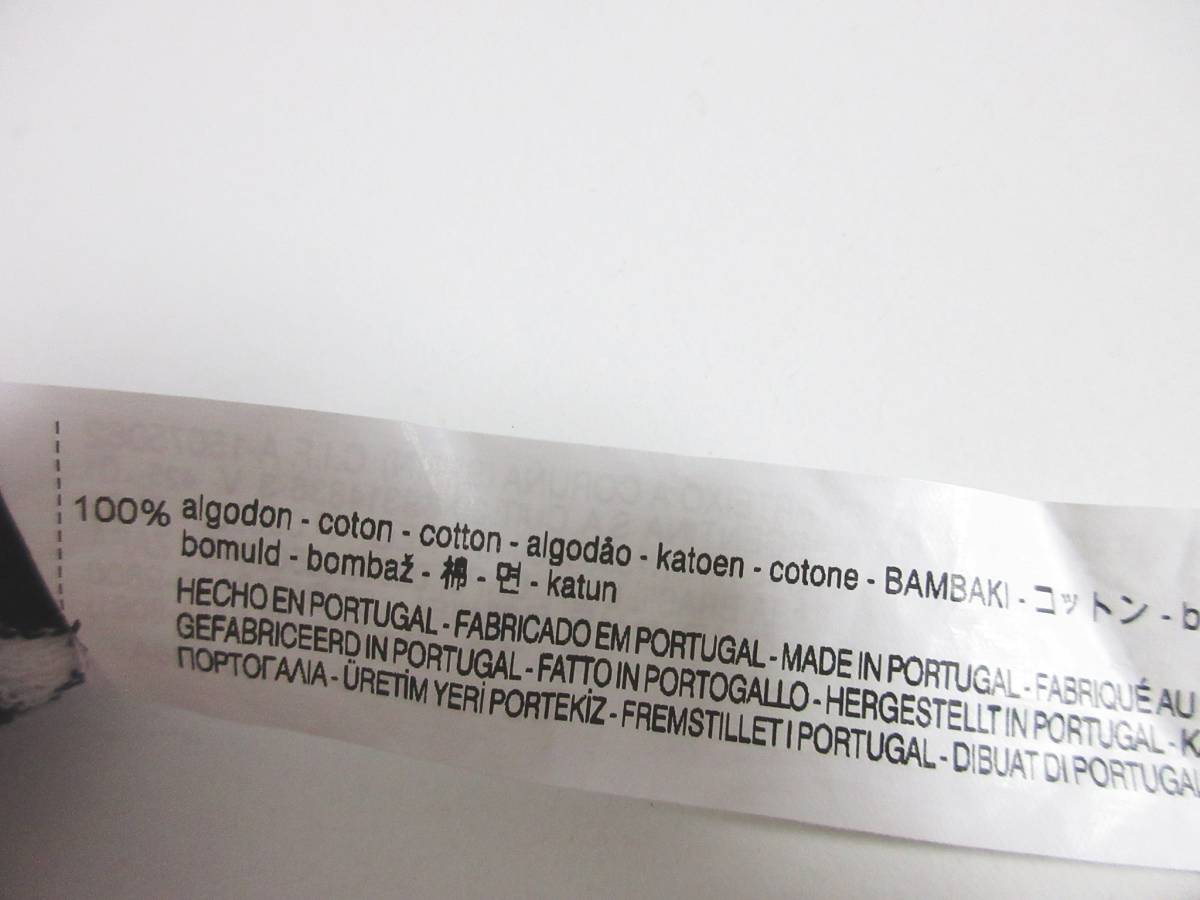 100% algodon - coton - cotton - algodâo - katoen - cotone - BAMBAKI - コットン - b
bomuld - bombaž - 棉 - 면 - katun
HECHO EN PORTUGAL - FABRICADO EM PORTUGAL - MADE IN PORTUGAL - FABRIQUÉ AU
GEFABRICEERD IN PORTUGAL - FATTO IN PORTOGALLO - HERGESTELLT IN PORTUGAL - K
ΠΟΡΤΟΓΑΛΙΑ - ÜRETİM YERİ PORTEKİZ - FREMSTILLET I PORTUGAL - DIBUAT DI PORTUGAL